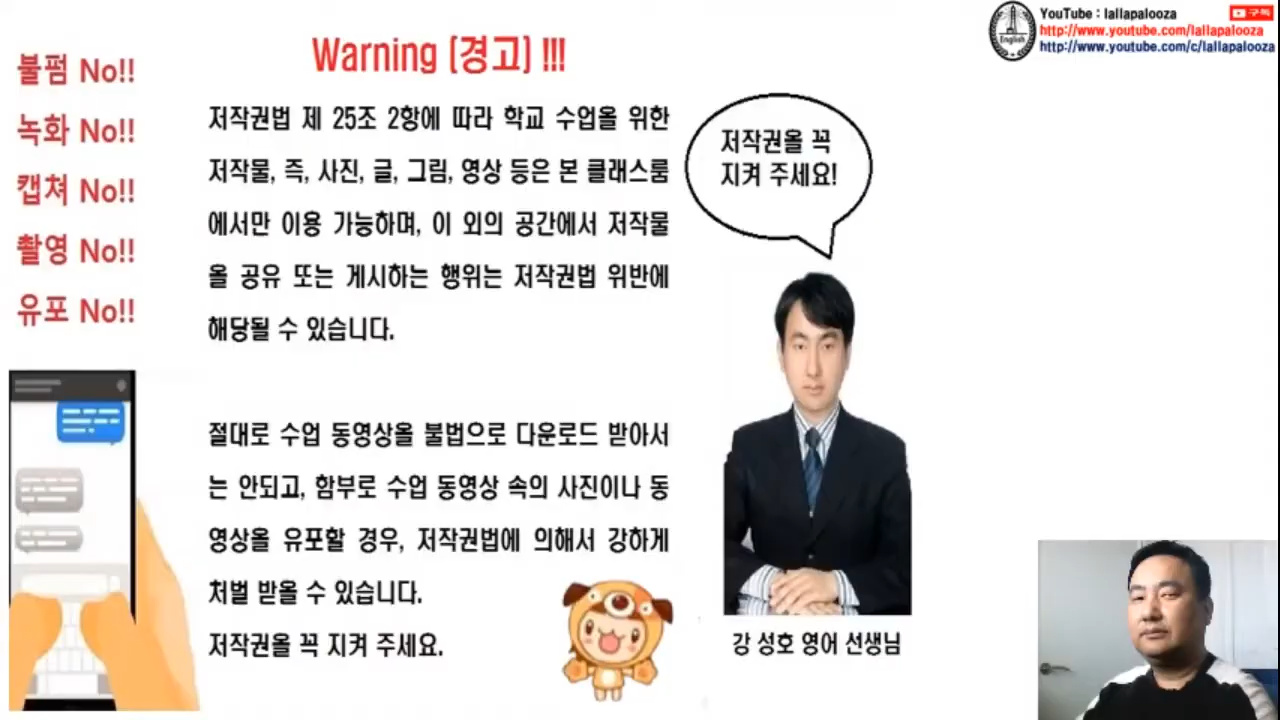 YouTube : lallapalooza
구독
http://www.youtube.com/lallapalooza
http://www.youtube.com/c/lallapalooza
English
Warning (경고) !!!
불펌 No!!
녹화 No!!
캡쳐 No!!
촬영 No!!
유포 No!!
저작권법 제 25조 2항에 따라 학교 수업을 위한
저작물, 즉, 사진, 글, 그림, 영상 등은 본 클래스룸
에서만 이용 가능하며, 이 외의 공간에서 저작물
을 공유 또는 게시하는 행위는 저작권법 위반에
해당될 수 있습니다.
절대로 수업 동영상을 불법으로 다운로드 받아서
는 안되고, 함부로 수업 동영상 속의 사진이나 동
영상을 유포할 경우, 저작권법에 의해서 강하게
처벌 받을 수 있습니다.
저작권을 꼭 지켜 주세요.
저작권을 꼭
지켜 주세요!
강 성호 영어 선생님